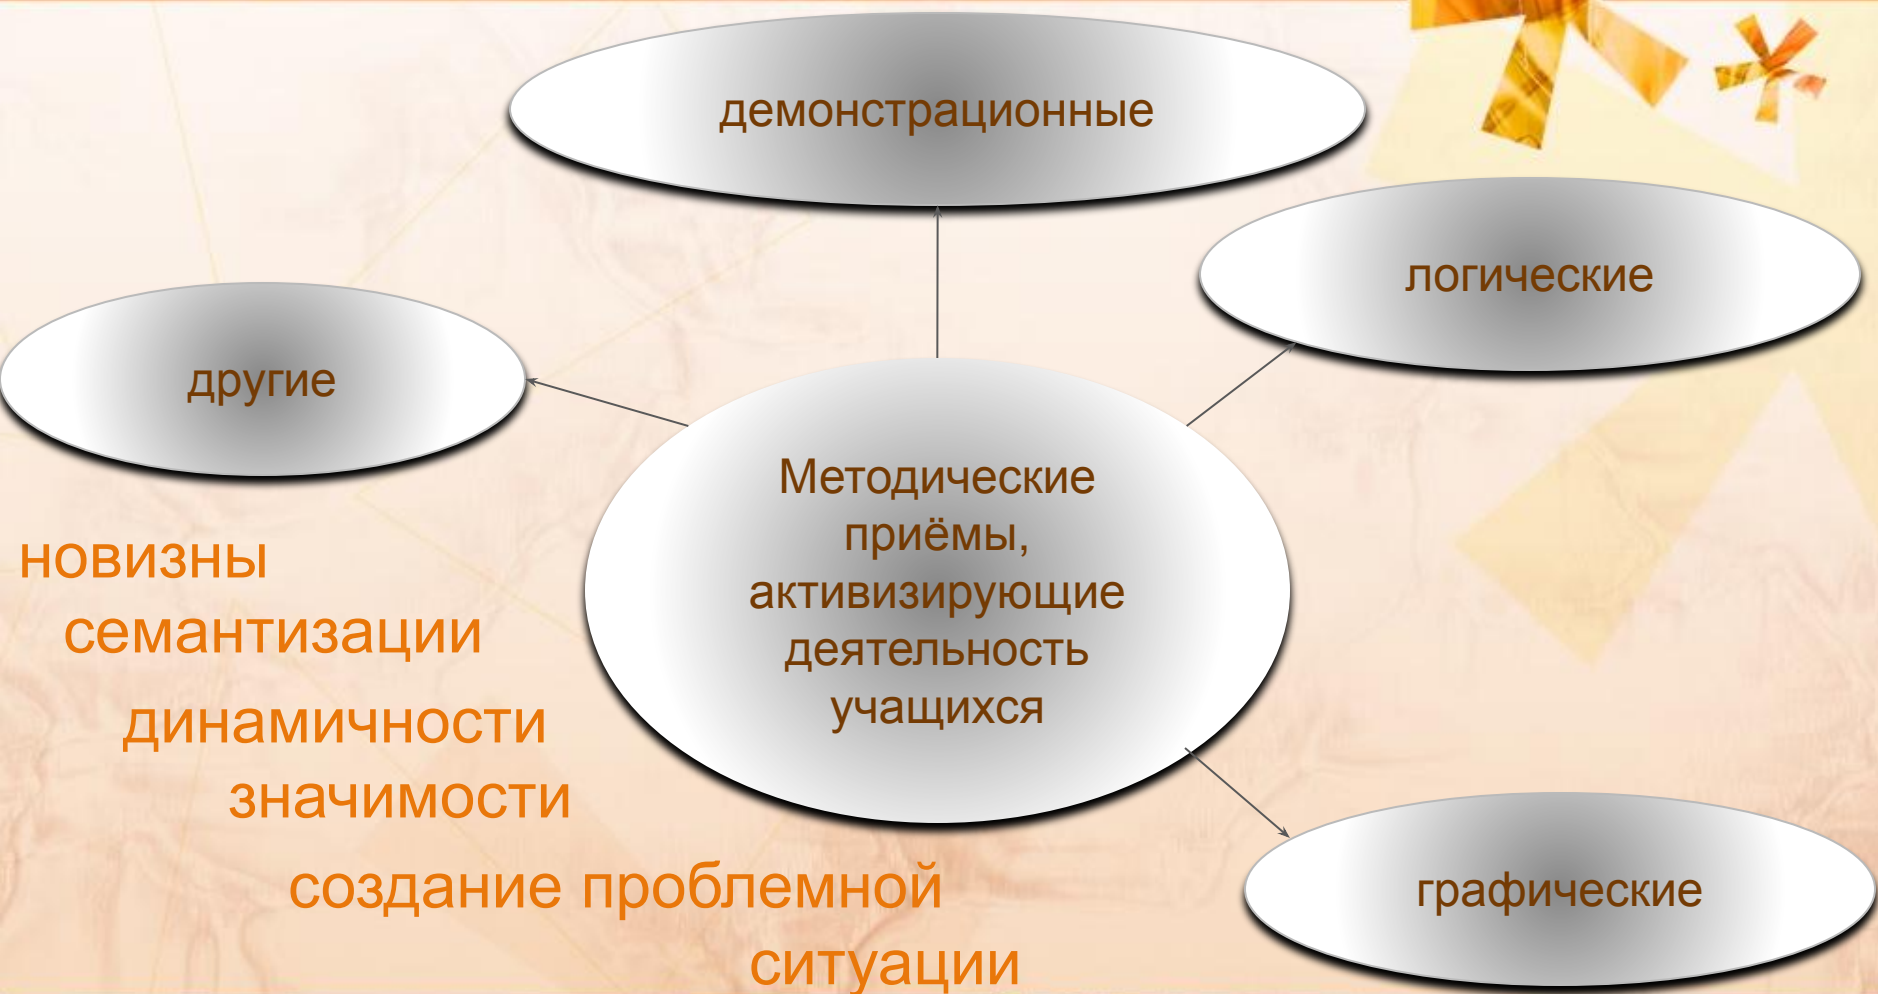 демонстрационные
логические
другие
Методические
приёмы,
активизирующие
деятельность
учащихся
новизны
семантизации
динамичности
значимости
создание проблемной
ситуации
графические